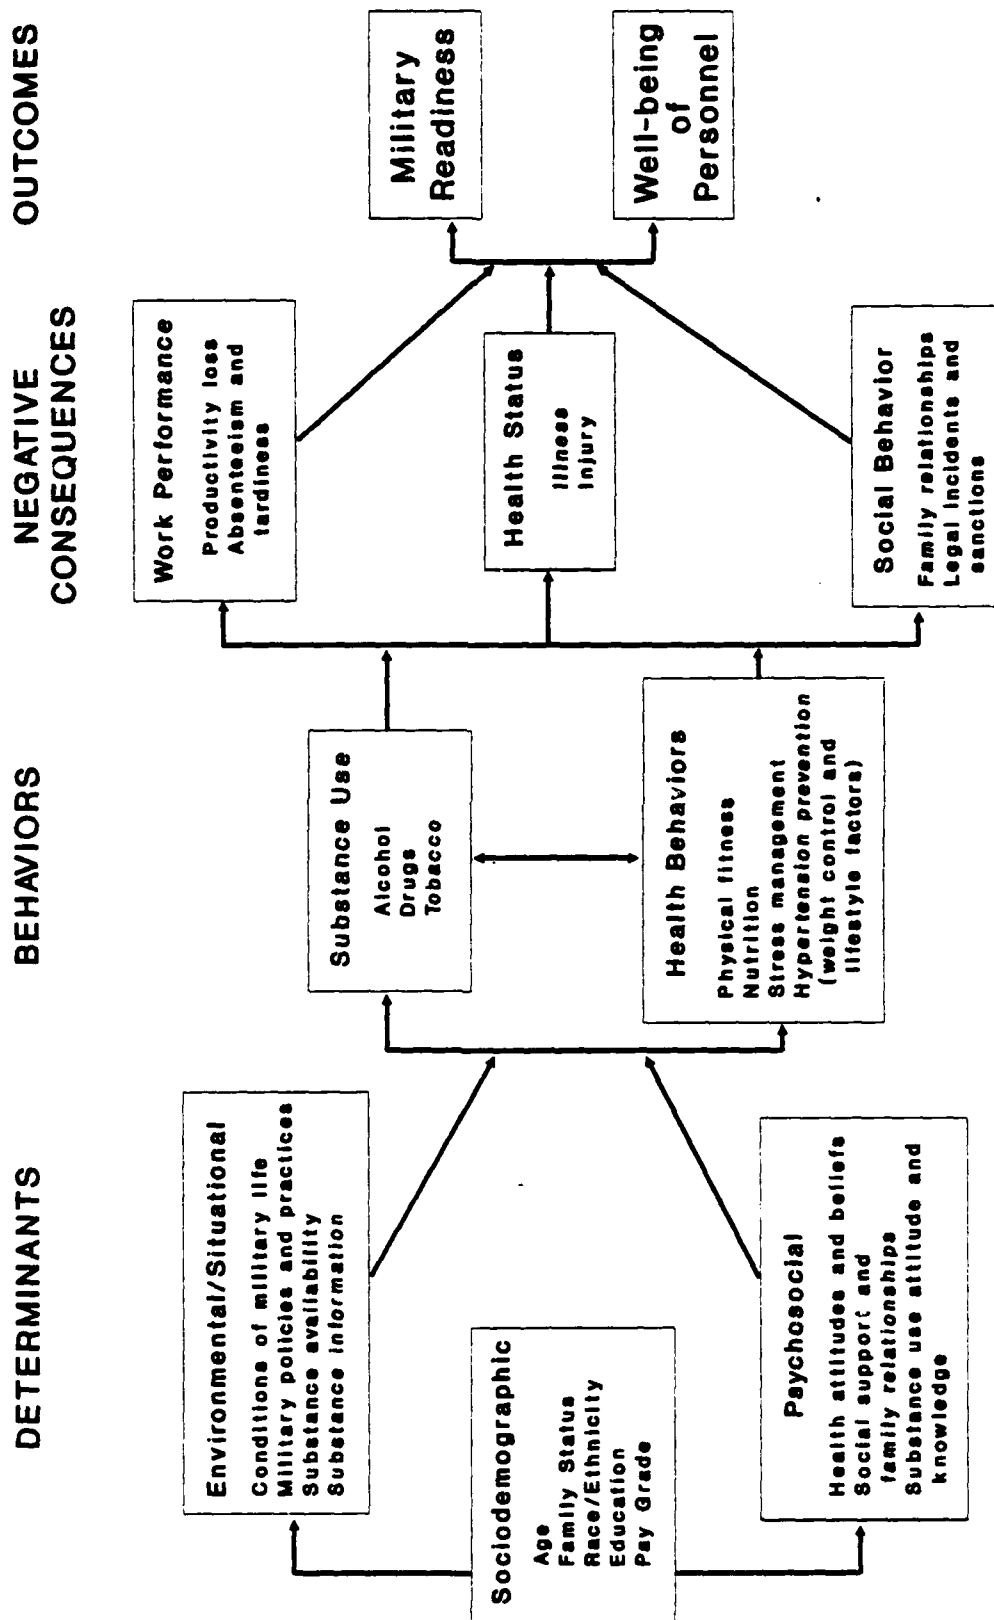 DETERMINANTS
BEHAVIORS
NEGATIVE
CONSEQUENCES
OUTCOMES
Environmental/Situational
Conditions of military life
Military policies and practices
Substance availability
Substance information
Sociodemographic
Age
Family Status
Race/Ethnicity
Education
Pay Grade
Psychosocial
Health attitudes and beliefs
Social support and
family relationships
Substance use attitude and
knowledge
Substance Use
Alcohol
Drugs
Tobacco
Health Behaviors
Physical fitness
Nutrition
Stress management
Hypertension prevention
(weight control and
lifestyle factors)
Work Performance
Productivity loss
Absenteeism and
tardiness
Health Status
Illness
Injury
Social Behavior
Family relationships
Legal incidents and
sanctions
Military
Readiness
Well-being
of
Personnel